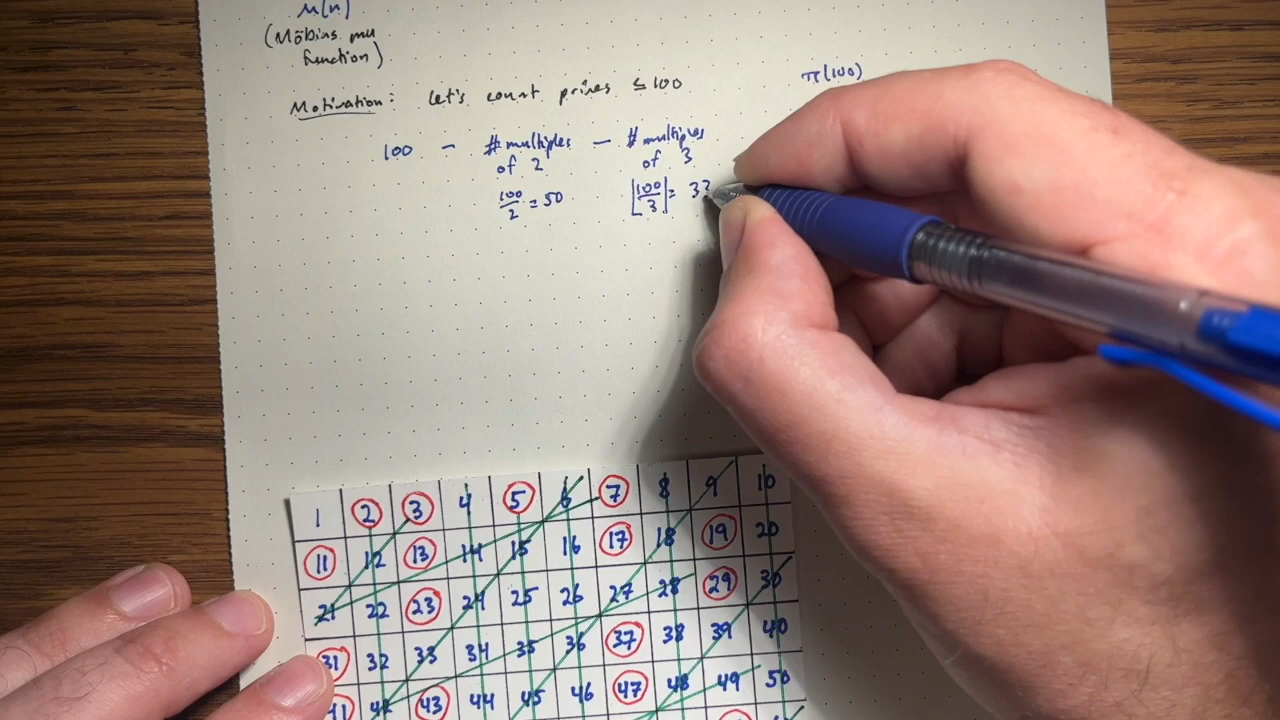 μ(n)
(Möbius mu
function)
Motivation: Let's count primes ≤ 100
π(100)
100 - # multiples of 2 - # multiples of 3
100/2 = 50 ⌊100/3⌋ = 33
1 2 3 4 5 6 7 8 9 10
11 12 13 14 15 16 17 18 19 20
21 22 23 24 25 26 27 28 29 30
31 32 33 34 35 36 37 38 39 40
41 42 43 44 45 46 47 48 49 50